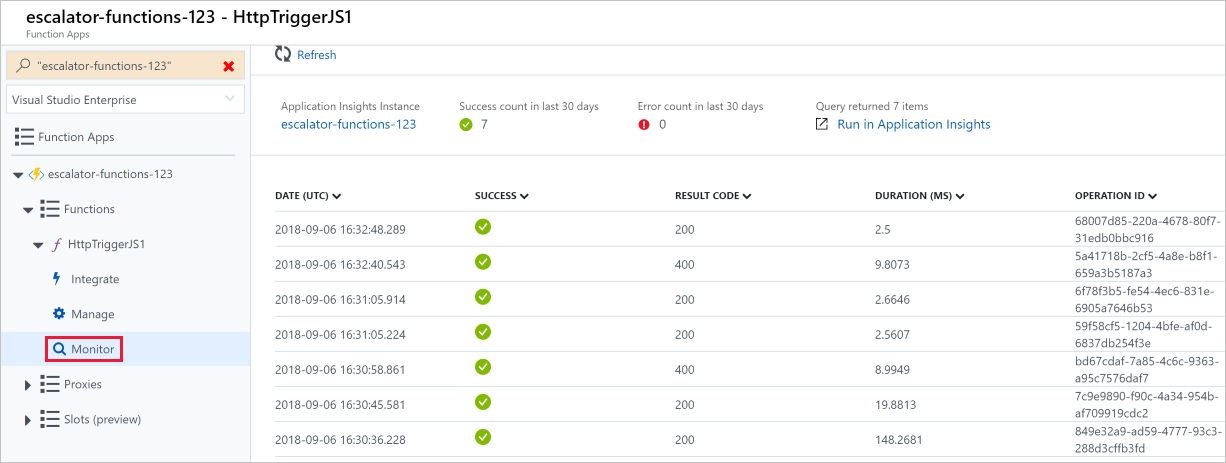 escalator-functions-123 - HttpTriggerJS1
Function Apps
"escalator-functions-123"
Visual Studio Enterprise
Function Apps
escalator-functions-123
Functions
HttpTriggerJS1
Integrate
Manage
Monitor
Proxies
Slots (preview)
Refresh
Application Insights Instance
escalator-functions-123
Success count in last 30 days
7
Error count in last 30 days
0
Query returned 7 items
Run in Application Insights
DATE (UTC) SUCCESS RESULT CODE DURATION (MS) OPERATION ID
2018-09-06 16:32:48.289 200 2.5 68007d85-220a-4678-80f7-
31edb0bbc916
2018-09-06 16:32:40.543 400 9.8073 5a41718b-2cf5-4a8e-b8f1-
659a3b5187a3
2018-09-06 16:31:05.914 200 2.6646 6f78f3b5-fe54-4ec6-831e-
6905a7646b53
2018-09-06 16:31:05.224 200 2.5607 59f58cf5-1204-4bfe-af0d-
6837db254f3e
2018-09-06 16:30:58.861 400 8.9949 bd67cdaf-7a85-4c6c-9363-
a95c7576daf7
2018-09-06 16:30:45.581 200 19.8813 7c9e9890-f90c-4a34-954b-
af709919cdc2
2018-09-06 16:30:36.228 200 148.2681 849e32a9-ad59-4777-93c3-
288d3cffb3fd